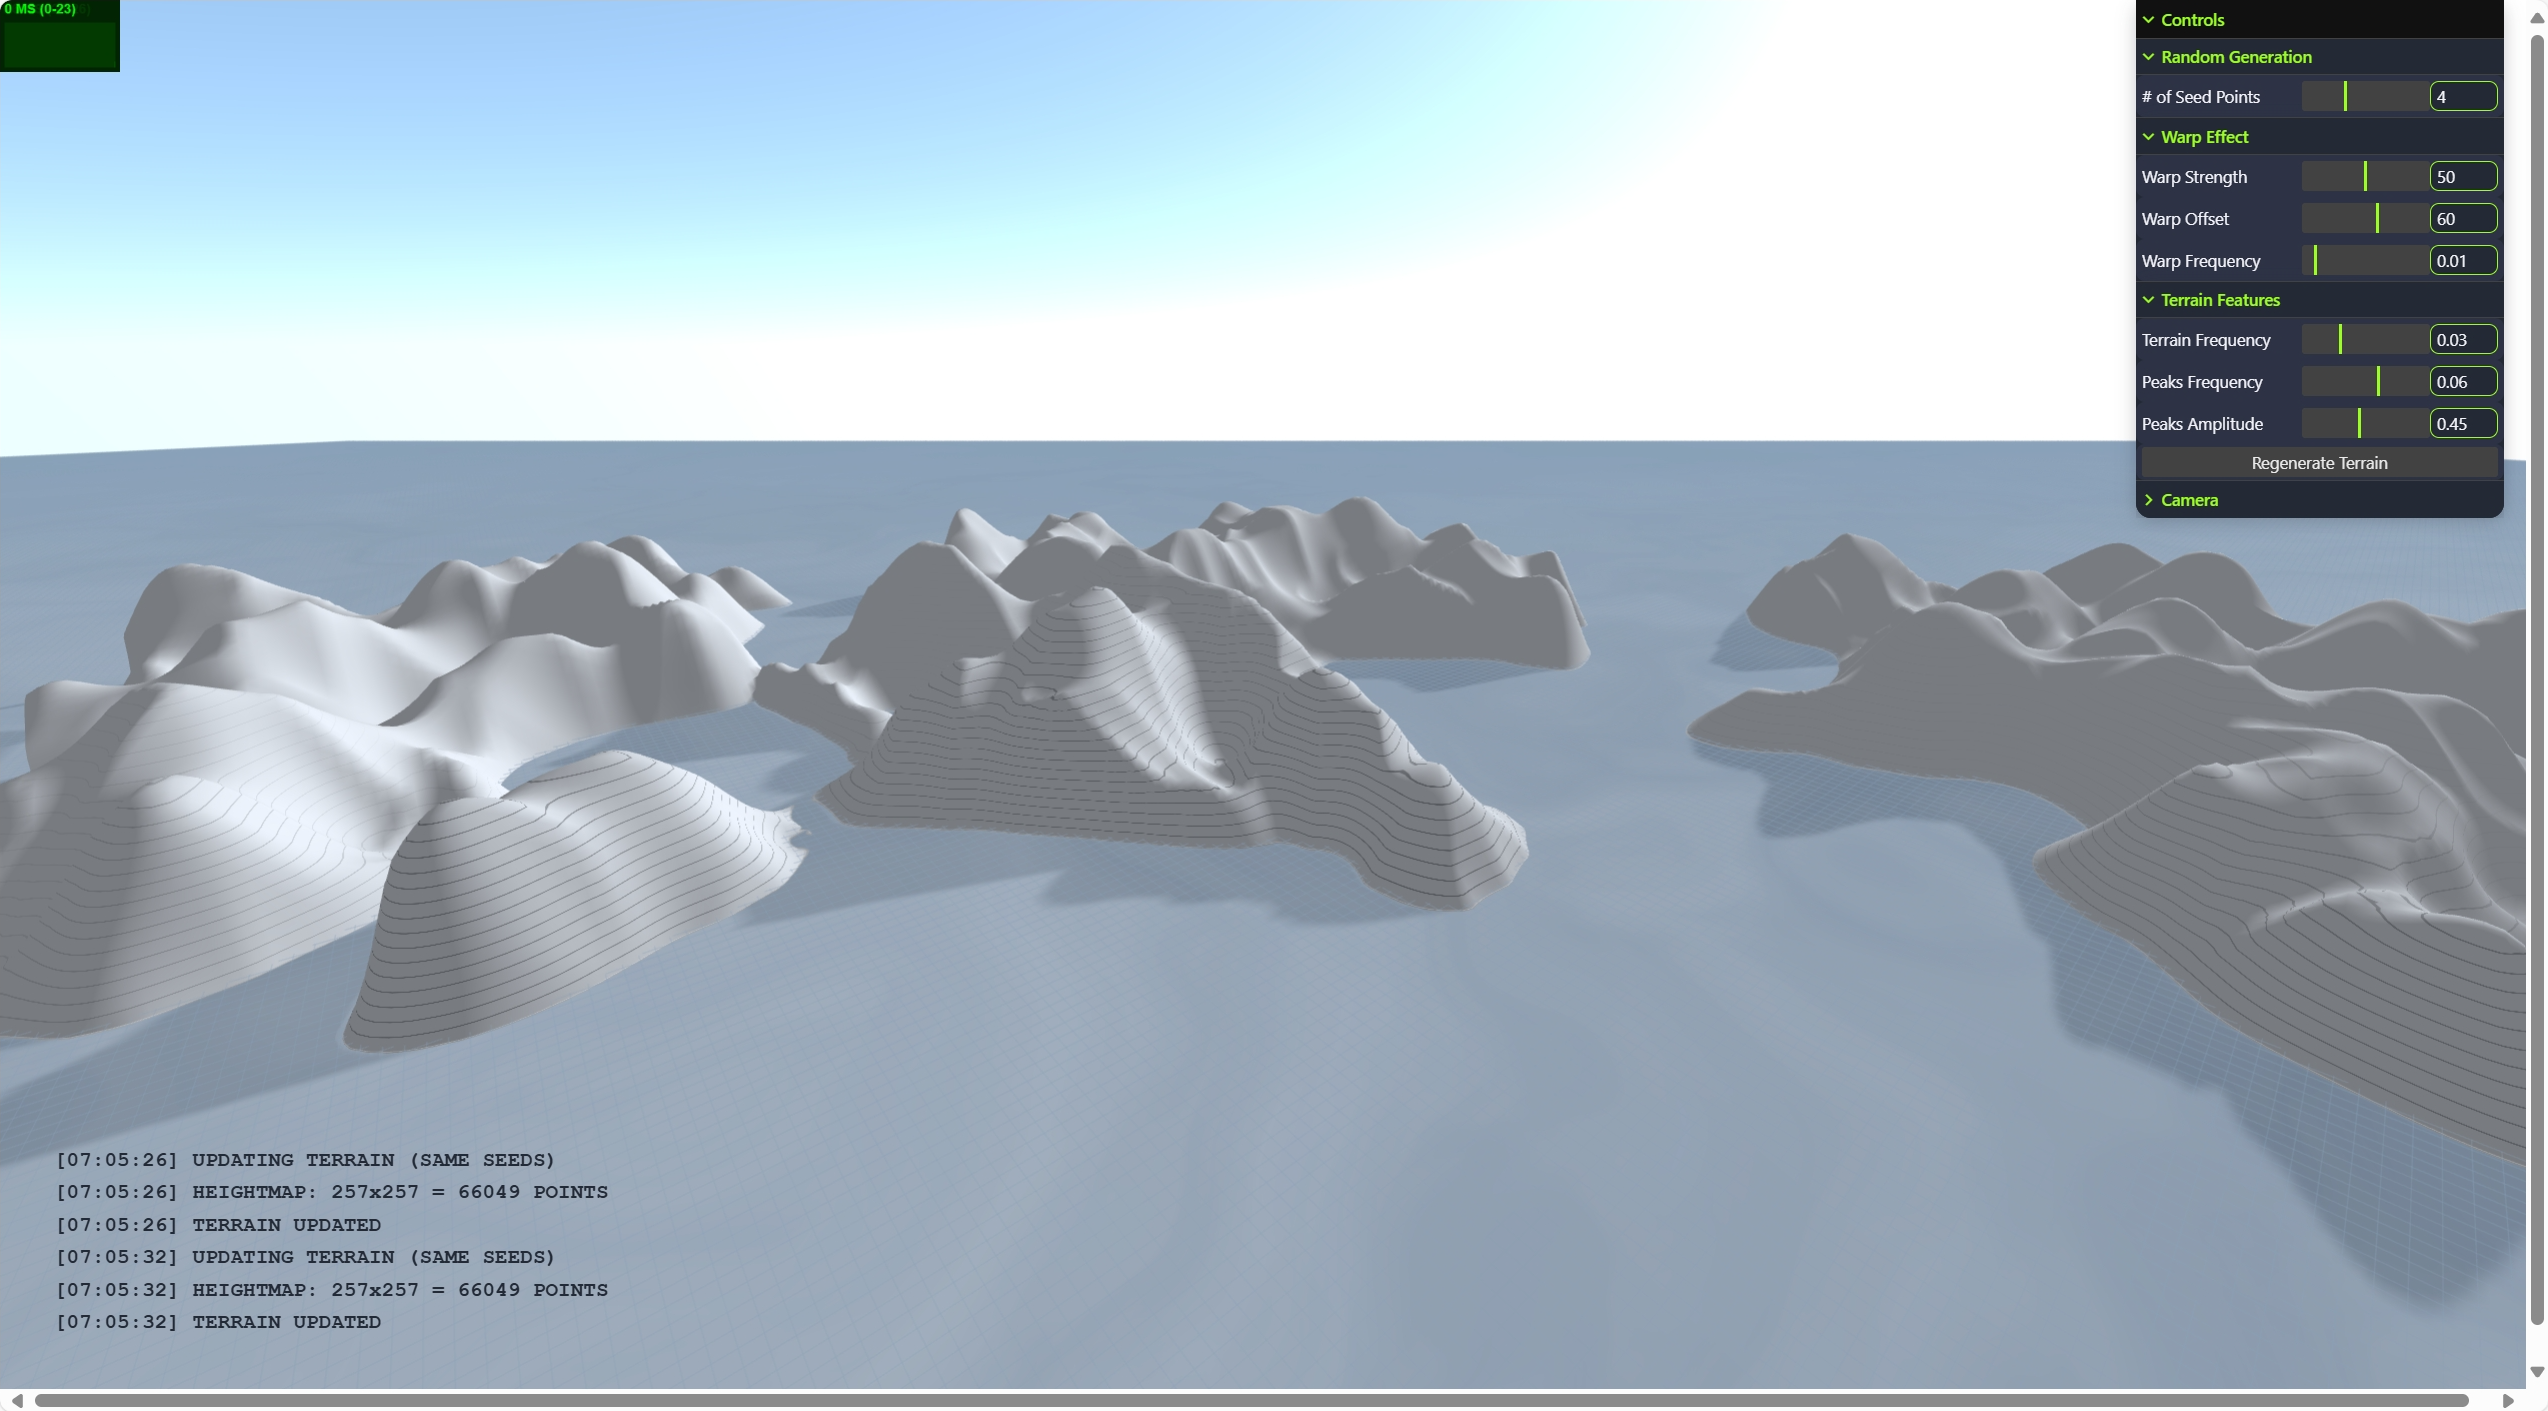 0 MS (0-23)
Controls
Random Generation
# of Seed Points 4
Warp Effect
Warp Strength 50
Warp Offset 60
Warp Frequency 0.01
Terrain Features
Terrain Frequency 0.03
Peaks Frequency 0.06
Peaks Amplitude 0.45
Regenerate Terrain
Camera
[07:05:26] UPDATING TERRAIN (SAME SEEDS)
[07:05:26] HEIGHTMAP: 257x257 = 66049 POINTS
[07:05:26] TERRAIN UPDATED
[07:05:32] UPDATING TERRAIN (SAME SEEDS)
[07:05:32] HEIGHTMAP: 257x257 = 66049 POINTS
[07:05:32] TERRAIN UPDATED